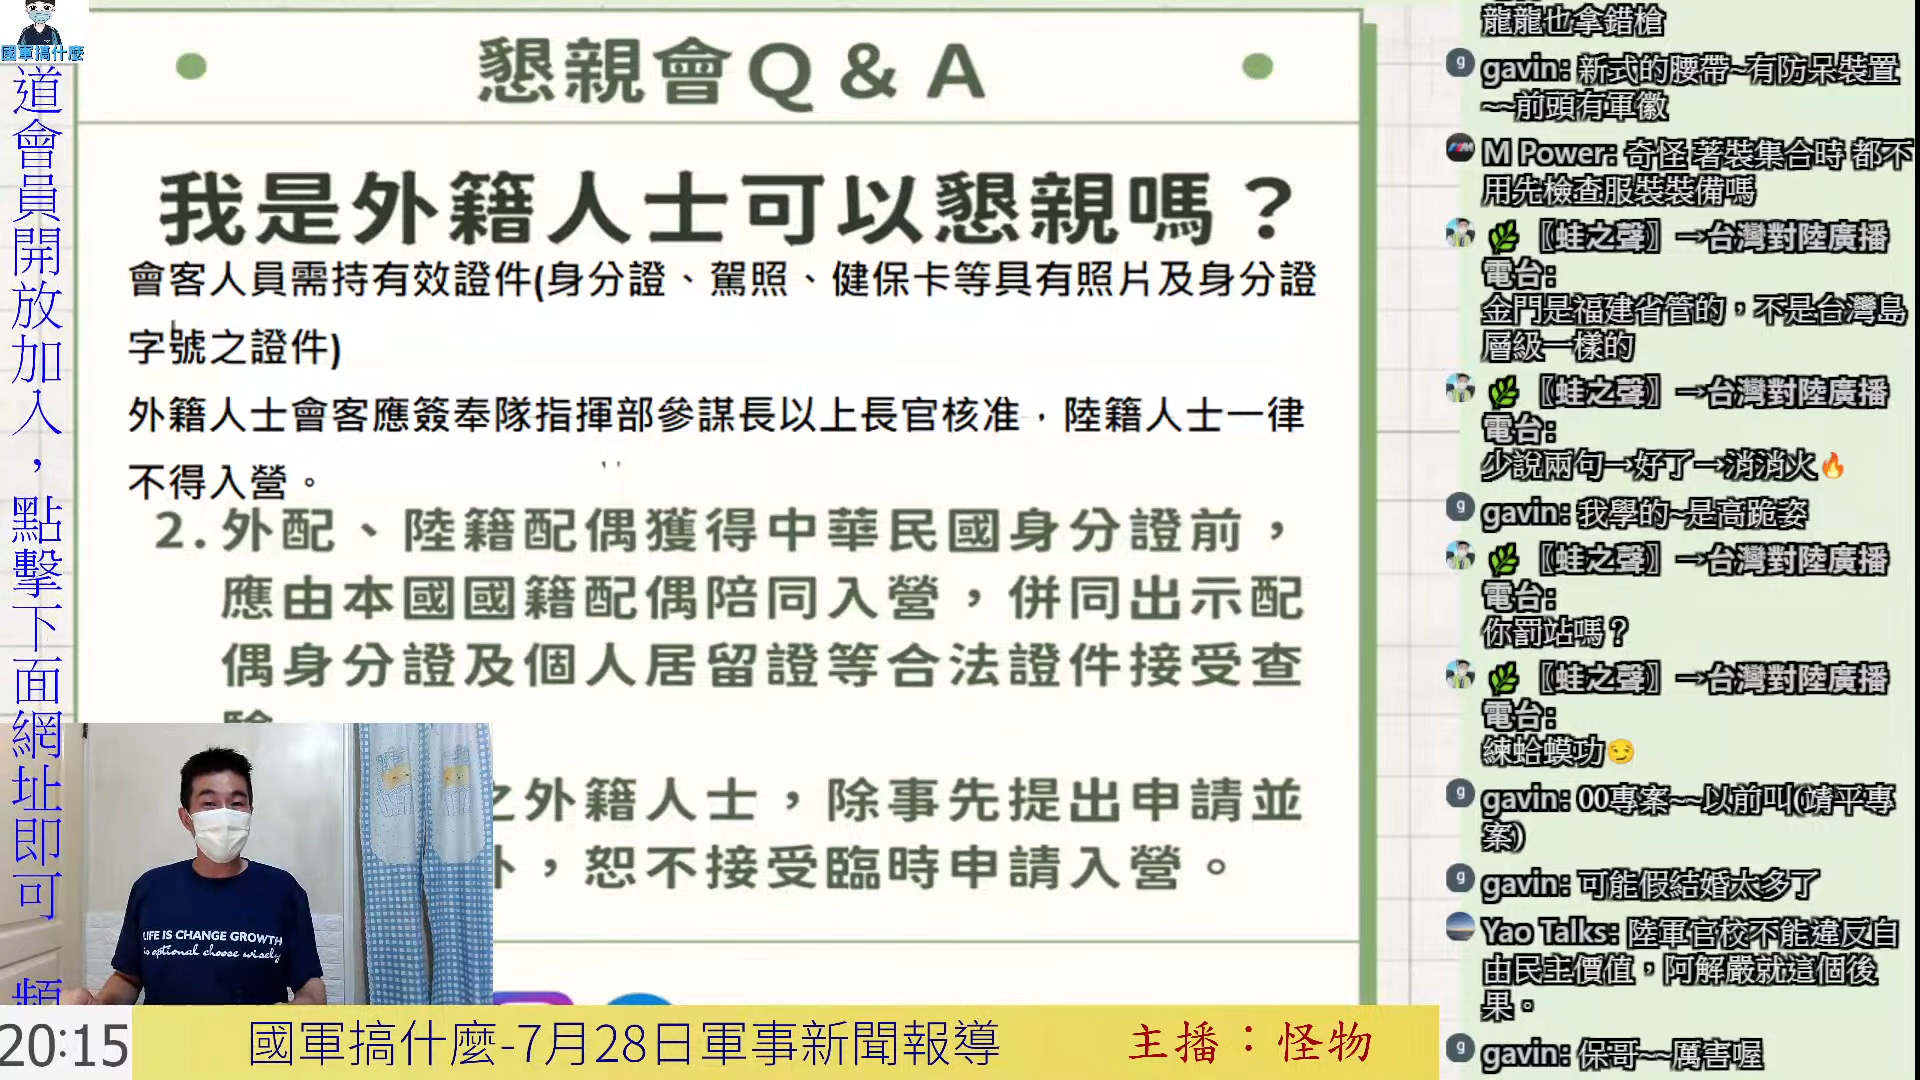 國軍搞什麼
道會員開放加入，點擊下面網址即可 頻
懇親會Q&A
我是外籍人士可以懇親嗎？
會客人員需持有效證件(身分證、駕照、健保卡等具有照片及身分證
字號之證件)
外籍人士會客應簽奉隊指揮部參謀長以上長官核准，陸籍人士一律
不得入營。
2.外配、陸籍配偶獲得中華民國身分證前，
應由本國國籍配偶陪同入營，併同出示配
偶身分證及個人居留證等合法證件接受查
之外籍人士，除事先提出申請並
外，恕不接受臨時申請入營。
LIFE IS CHANGE GROWTH
is optional choose wisely
20:15
國軍搞什麼-7月28日軍事新聞報導
主播：怪物
龍龍也拿錯槍
gavin: 新式的腰帶~有防呆裝置
~~前頭有軍徽
M Power: 奇怪 著裝集合時 都不
用先檢查服裝裝備嗎
〖蛙之聲〗→台灣對陸廣播
電台:
金門是福建省管的，不是台灣島
層級一樣的
〖蛙之聲〗→台灣對陸廣播
電台:
少說兩句→好了→消消火🔥
gavin: 我學的~是高跪姿
〖蛙之聲〗→台灣對陸廣播
電台:
你罰站嗎？
〖蛙之聲〗→台灣對陸廣播
電台:
練蛤蟆功😏
gavin: 00專案~~以前叫(靖平專
案)
gavin: 可能假結婚太多了
Yao Talks: 陸軍官校不能違反自
由民主價值，阿解嚴就這個後
果。
gavin: 保哥~~厲害喔